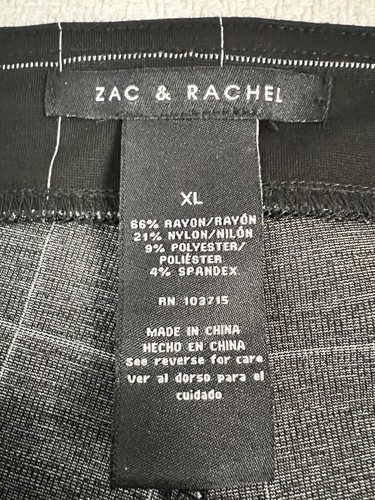 ZAC & RACHEL
XL
66% RAYON/RAYÓN
21% NYLON/NILÓN
9% POLYESTER/
POLIÉSTER
4% SPANDEX
RN 103715
MADE IN CHINA
HECHO EN CHINA
See reverse for care
Ver al dorso para el
cuidado